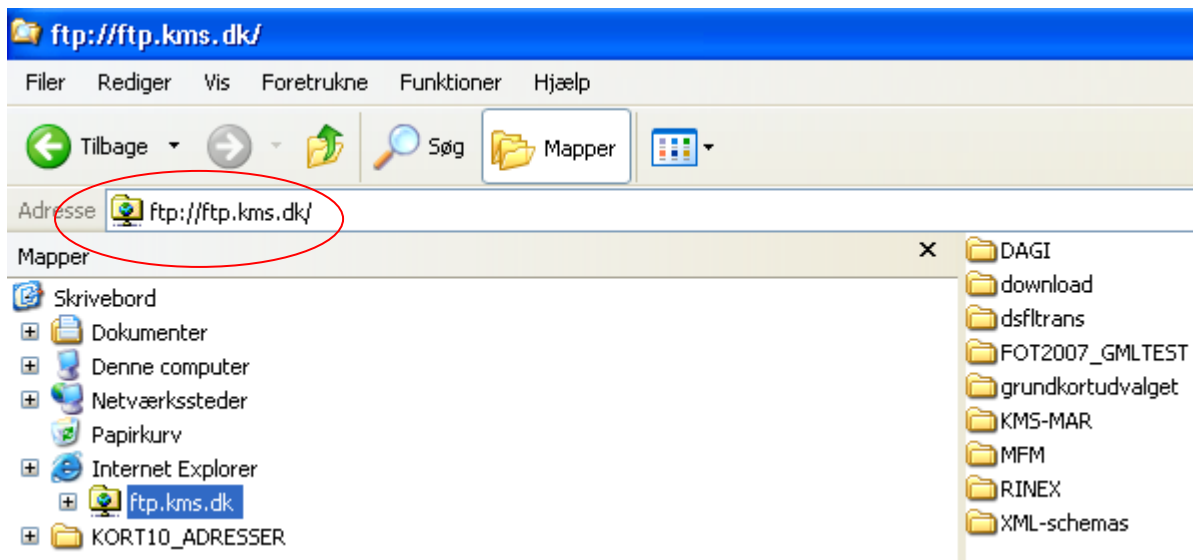 ftp://ftp.kms.dk/
Filer Rediger Vis Foretrukne Funktioner Hjælp
Tilbage Søg Mapper
Adresse ftp://ftp.kms.dk/
Mapper
Skrivebord
Dokumenter
Denne computer
Netværkssteder
Papirkurv
Internet Explorer
ftp.kms.dk
KORT10_ADRESSER
DAGI
download
dsfltrans
FOT2007_GMLTEST
grundkortudvalget
KMS-MAR
MFM
RINEX
XML-schemas